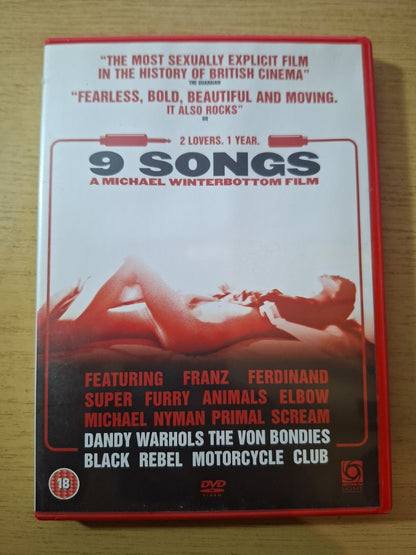 "THE MOST SEXUALLY EXPLICIT FILM
IN THE HISTORY OF BRITISH CINEMA"
THE GUARDIAN
"FEARLESS, BOLD, BEAUTIFUL AND MOVING.
IT ALSO ROCKS"
2 LOVERS. 1 YEAR.
9 SONGS
A MICHAEL WINTERBOTTOM FILM
FEATURING FRANZ FERDINAND
SUPER FURRY ANIMALS ELBOW
MICHAEL NYMAN PRIMAL SCREAM
DANDY WARHOLS THE VON BONDIES
BLACK REBEL MOTORCYCLE CLUB
18
DVD
VIDEO